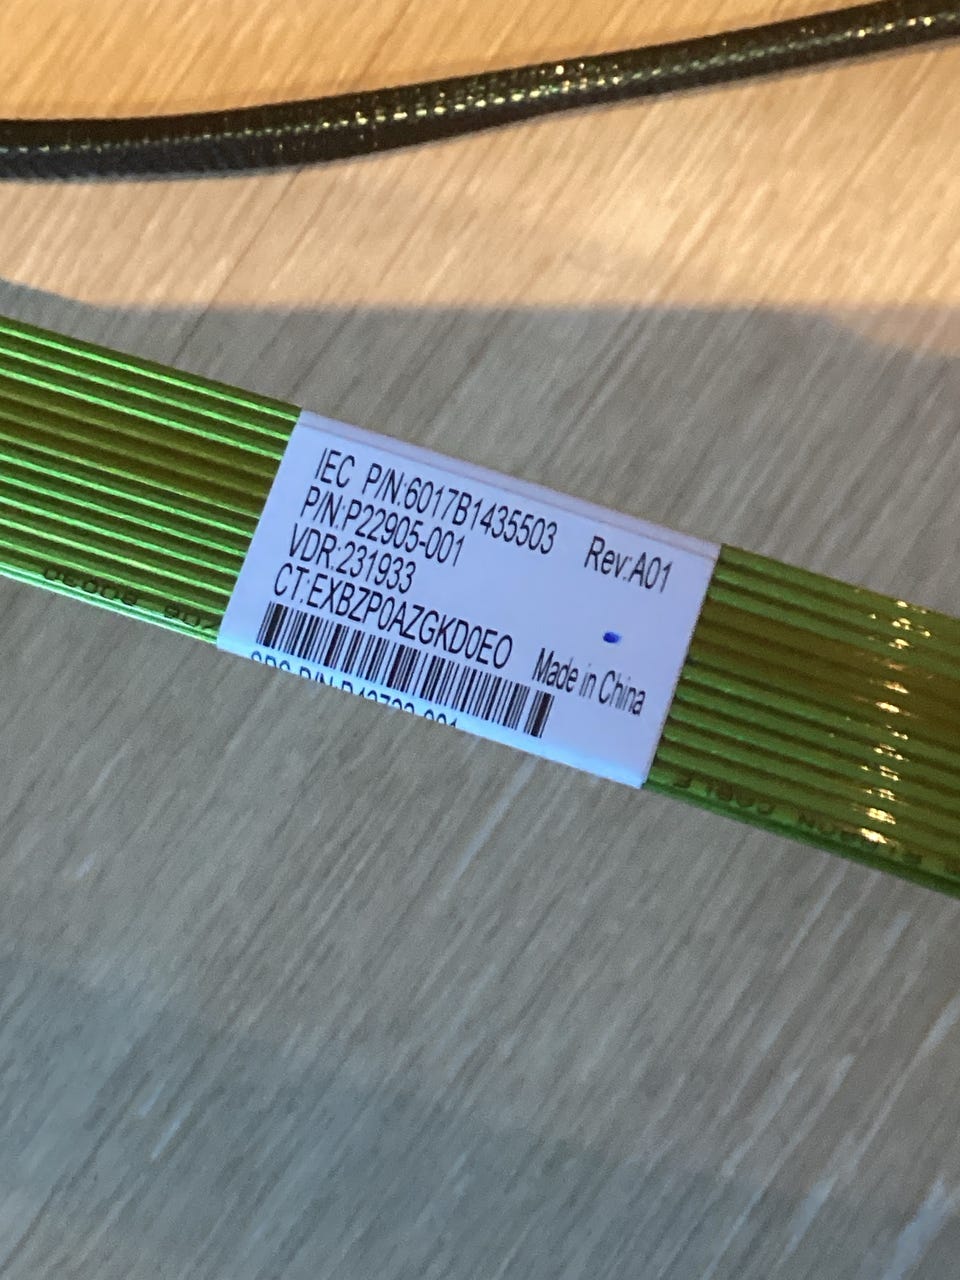 IEC P/N:6017B1435503
P/N:P22905-001 Rev:A01
VDR:231933
CT:EXBZP0AZGKD0EO
Made in China